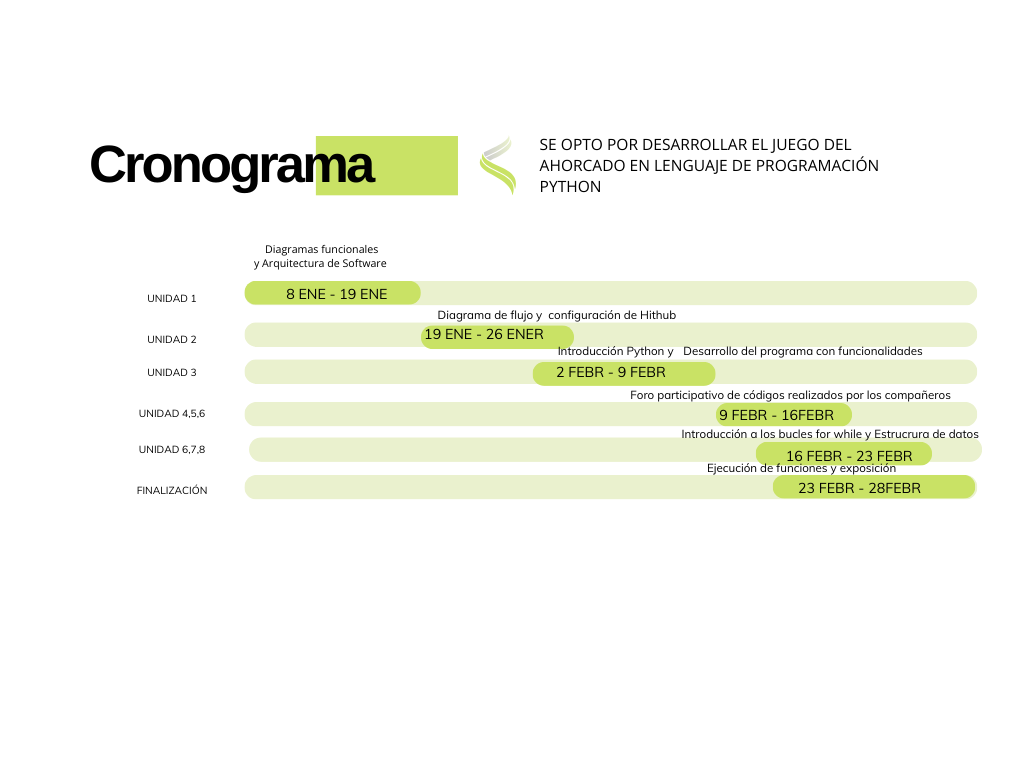 Cronograma
SE OPTO POR DESARROLLAR EL JUEGO DEL
AHORCADO EN LENGUAJE DE PROGRAMACIÓN
PYTHON
Diagramas funcionales
y Arquitectura de Software
UNIDAD 1
8 ENE - 19 ENE
Diagrama de flujo y configuración de Hithub
UNIDAD 2
19 ENE - 26 ENER
Introducción Python y Desarrollo del programa con funcionalidades
UNIDAD 3
2 FEBR - 9 FEBR
Foro participativo de códigos realizados por los compañeros
UNIDAD 4,5,6
9 FEBR - 16FEBR
Introducción a los bucles for while y Estrucrura de datos
UNIDAD 6,7,8
16 FEBR - 23 FEBR
Ejecución de funciones y exposición
FINALIZACIÓN
23 FEBR - 28FEBR